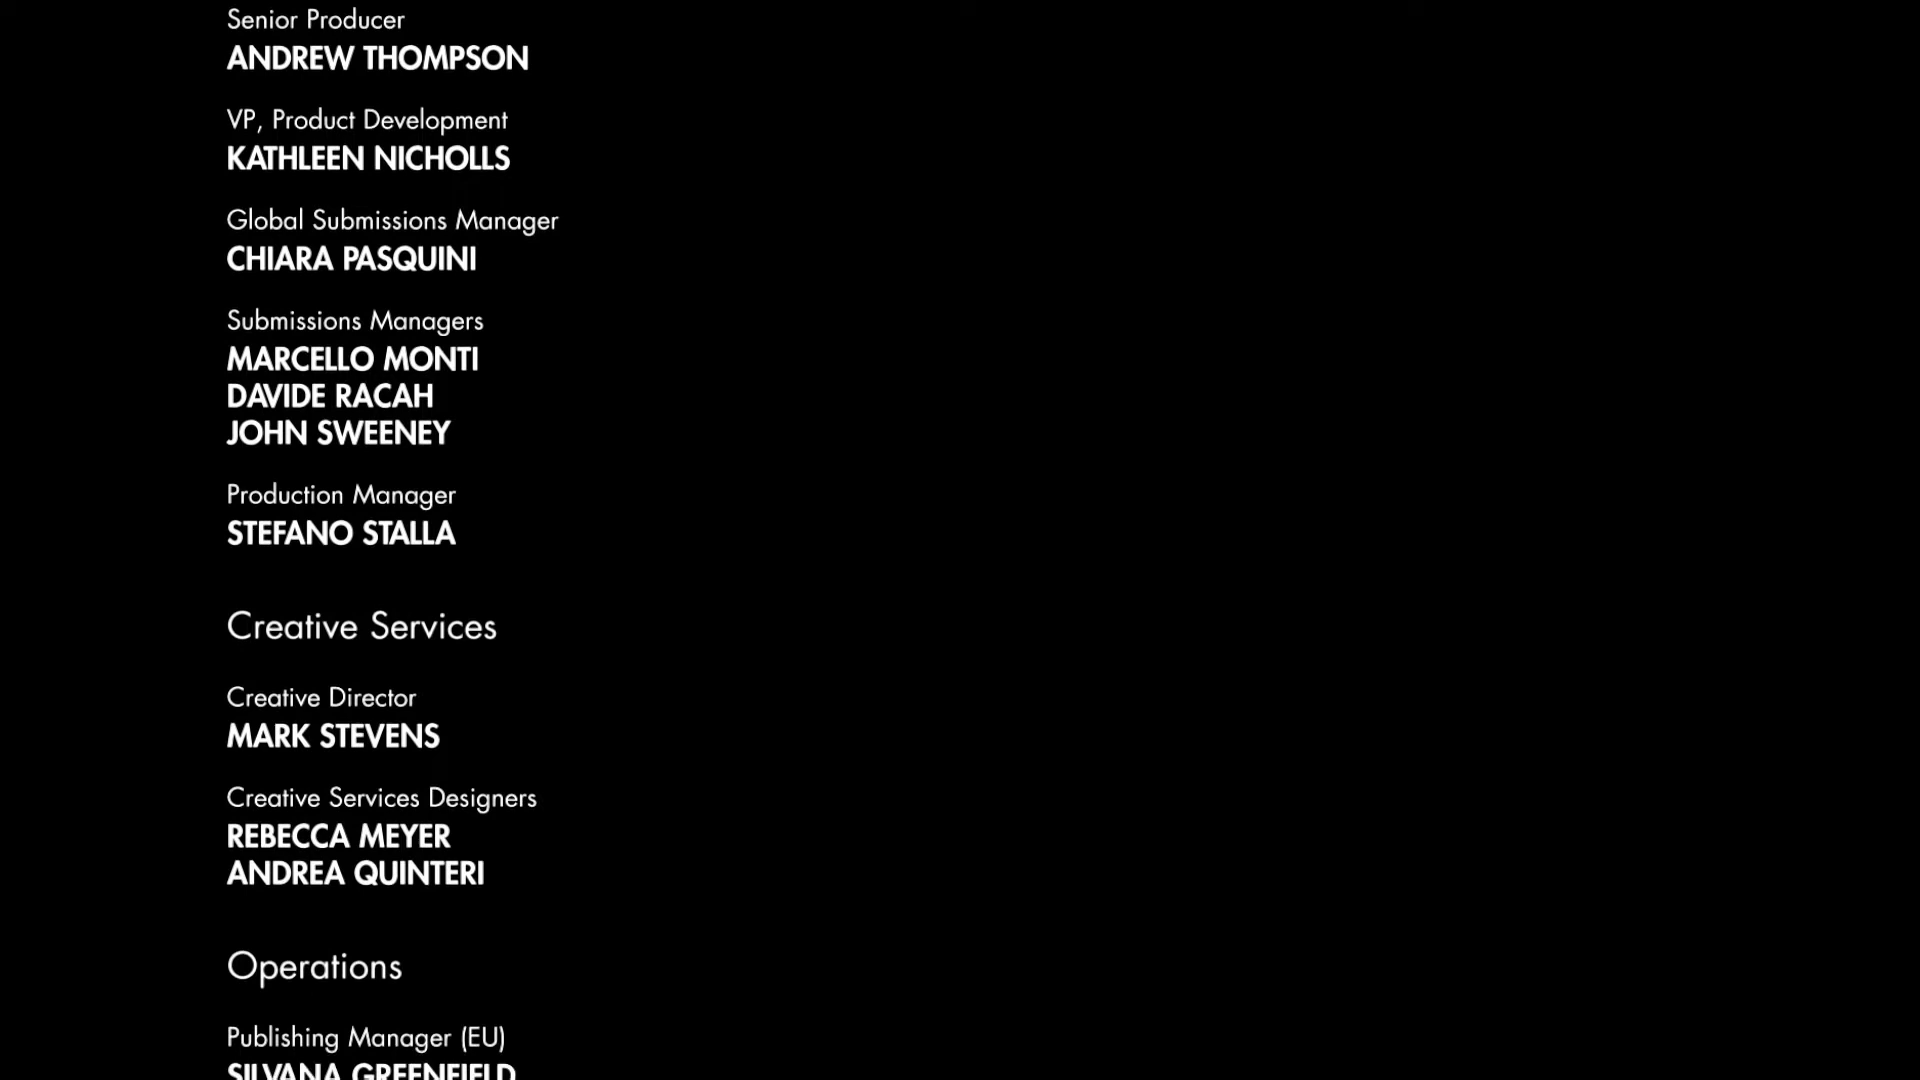 Senior Producer
ANDREW THOMPSON
VP, Product Development
KATHLEEN NICHOLLS
Global Submissions Manager
CHIARA PASQUINI
Submissions Managers
MARCELLO MONTI
DAVIDE RACAH
JOHN SWEENEY
Production Manager
STEFANO STALLA
Creative Services
Creative Director
MARK STEVENS
Creative Services Designers
REBECCA MEYER
ANDREA QUINTERI
Operations
Publishing Manager (EU)
SILVANA GREENFIELD